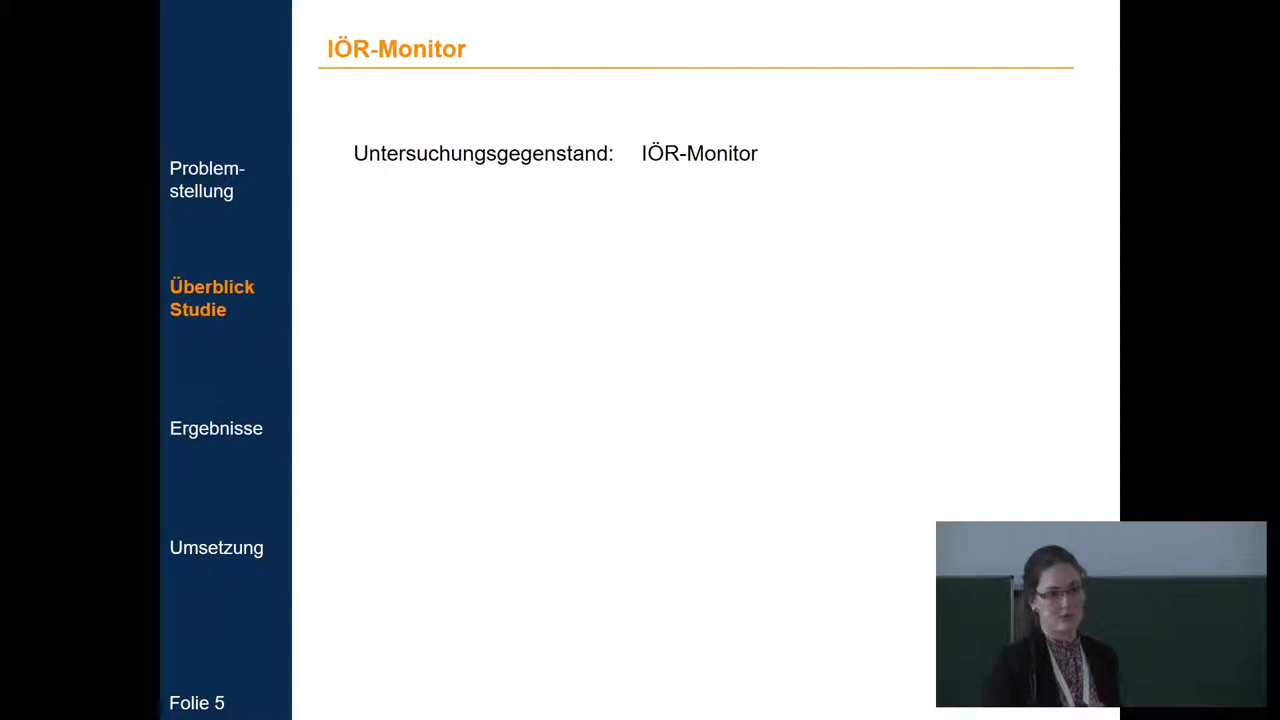 IÖR-Monitor
Untersuchungsgegenstand: IÖR-Monitor
Problem-
stellung
Überblick
Studie
Ergebnisse
Umsetzung
Folie 5